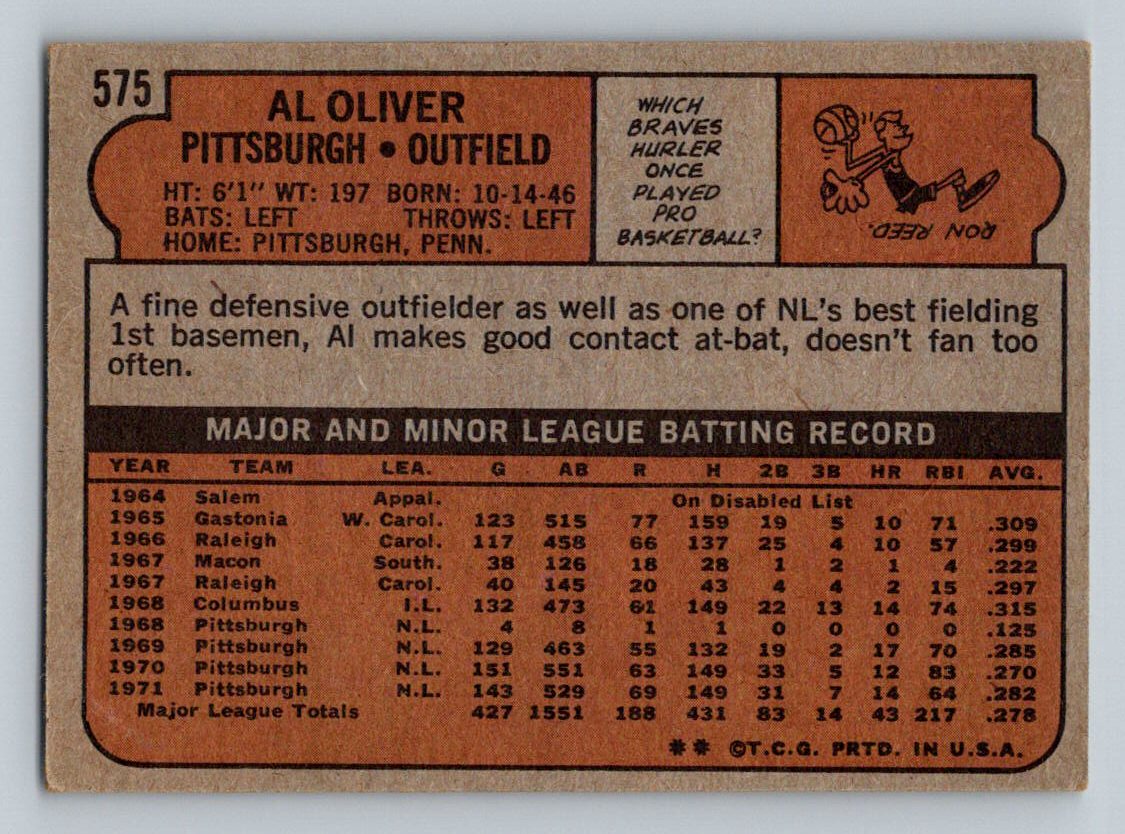 575
AL OLIVER
PITTSBURGH • OUTFIELD
HT: 6'1" WT: 197 BORN: 10-14-46
BATS: LEFT THROWS: LEFT
HOME: PITTSBURGH, PENN.
WHICH
BRAVES
HURLER
ONCE
PLAYED
PRO
BASKETBALL?
RON REED.
A fine defensive outfielder as well as one of NL's best fielding
1st basemen, Al makes good contact at-bat, doesn't fan too
often.
MAJOR AND MINOR LEAGUE BATTING RECORD
YEAR TEAM LEA. G AB R H 2B 3B HR RBI AVG.
1964 Salem Appal. On Disabled List
1965 Gastonia W. Carol. 123 515 77 159 19 5 10 71 .309
1966 Raleigh Carol. 117 458 66 137 25 4 10 57 .299
1967 Macon South. 38 126 18 28 1 2 1 4 .222
1967 Raleigh Carol. 40 145 20 43 4 4 2 15 .297
1968 Columbus I.L. 132 473 61 149 22 13 14 74 .315
1968 Pittsburgh N.L. 4 8 1 1 0 0 0 0 .125
1969 Pittsburgh N.L. 129 463 55 132 19 2 17 70 .285
1970 Pittsburgh N.L. 151 551 63 149 33 5 12 83 .270
1971 Pittsburgh N.L. 143 529 69 149 31 7 14 64 .282
Major League Totals 427 1551 188 431 83 14 43 217 .278
** ©T.C.G. PRTD. IN U.S.A.